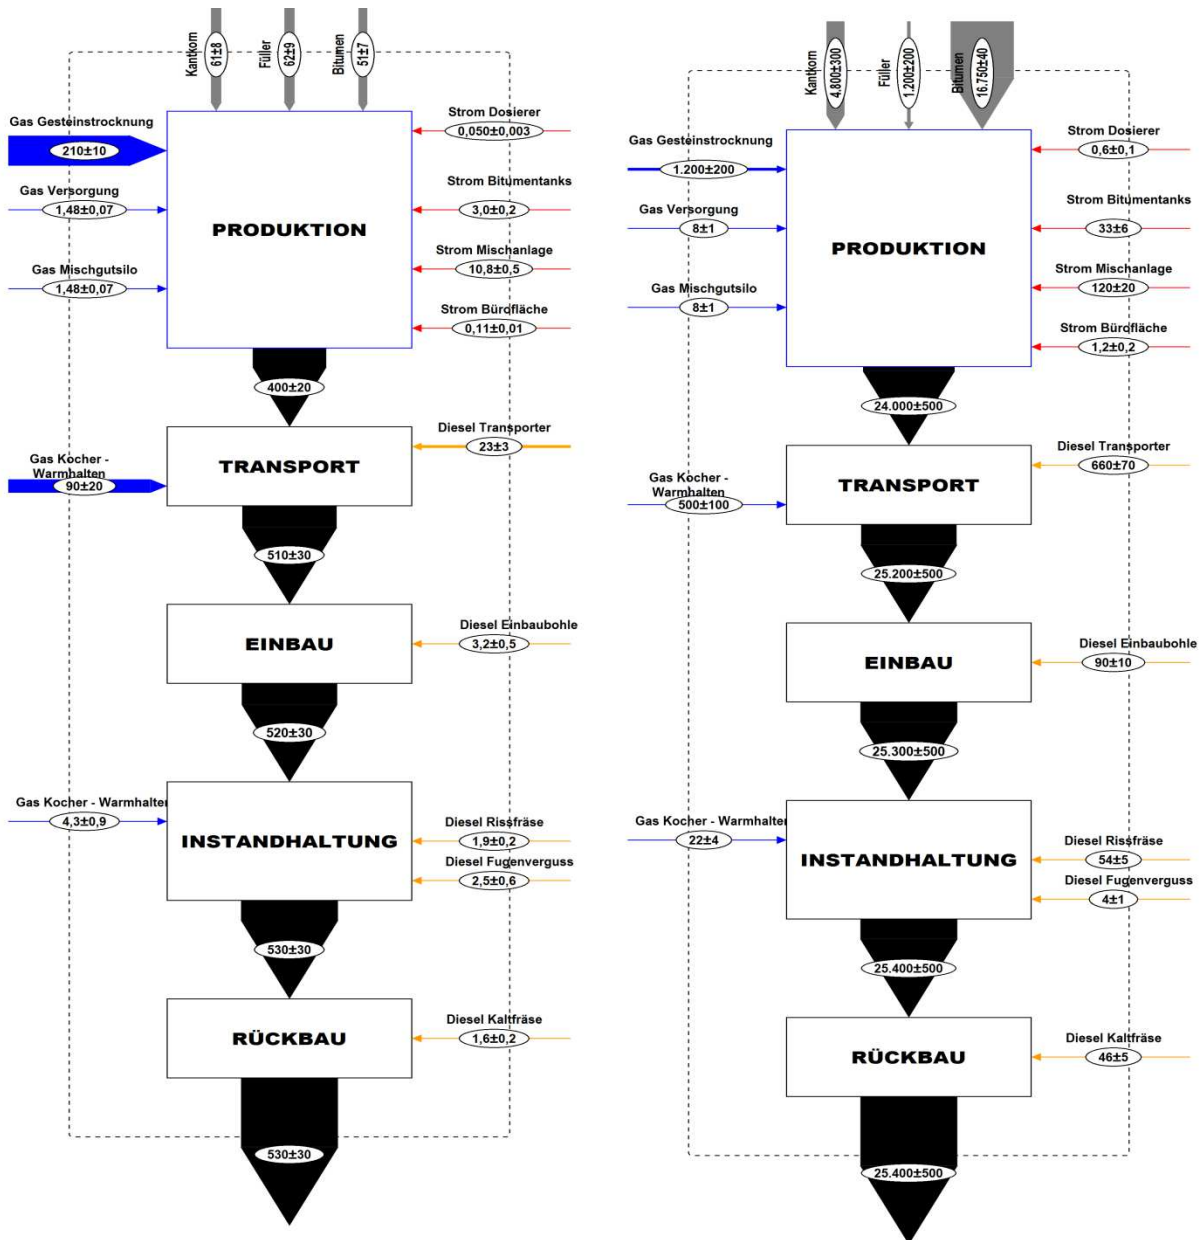 Kantkorn
61±8
Füller
62±9
Bitumen
51±7
Gas Gesteinstrocknung
210±10
Gas Versorgung
1,48±0,07
Gas Mischgutsilo
1,48±0,07
PRODUKTION
Strom Dosierer
0,050±0,003
Strom Bitumentanks
3,0±0,2
Strom Mischanlage
10,8±0,5
Strom Bürofläche
0,11±0,01
400±20
Gas Kocher -
Warmhalten
90±20
TRANSPORT
Diesel Transporter
23±3
510±30
EINBAU
Diesel Einbaubohle
3,2±0,5
520±30
Gas Kocher - Warmhalten
4,3±0,9
INSTANDHALTUNG
Diesel Rissfräse
1,9±0,2
Diesel Fugenverguss
2,5±0,6
530±30
RÜCKBAU
Diesel Kaltfräse
1,6±0,2
530±30
Kantkorn
4.800±300
Füller
1.200±200
Bitumen
16.750±40
Gas Gesteinstrocknung
1.200±200
Gas Versorgung
8±1
Gas Mischgutsilo
8±1
PRODUKTION
Strom Dosierer
0,6±0,1
Strom Bitumentanks
33±6
Strom Mischanlage
120±20
Strom Bürofläche
1,2±0,2
24.000±500
Gas Kocher -
Warmhalten
500±100
TRANSPORT
Diesel Transporter
660±70
25.200±500
EINBAU
Diesel Einbaubohle
90±10
25.300±500
Gas Kocher - Warmhalten
22±4
INSTANDHALTUNG
Diesel Rissfräse
54±5
Diesel Fugenverguss
4±1
25.400±500
RÜCKBAU
Diesel Kaltfräse
46±5
25.400±500